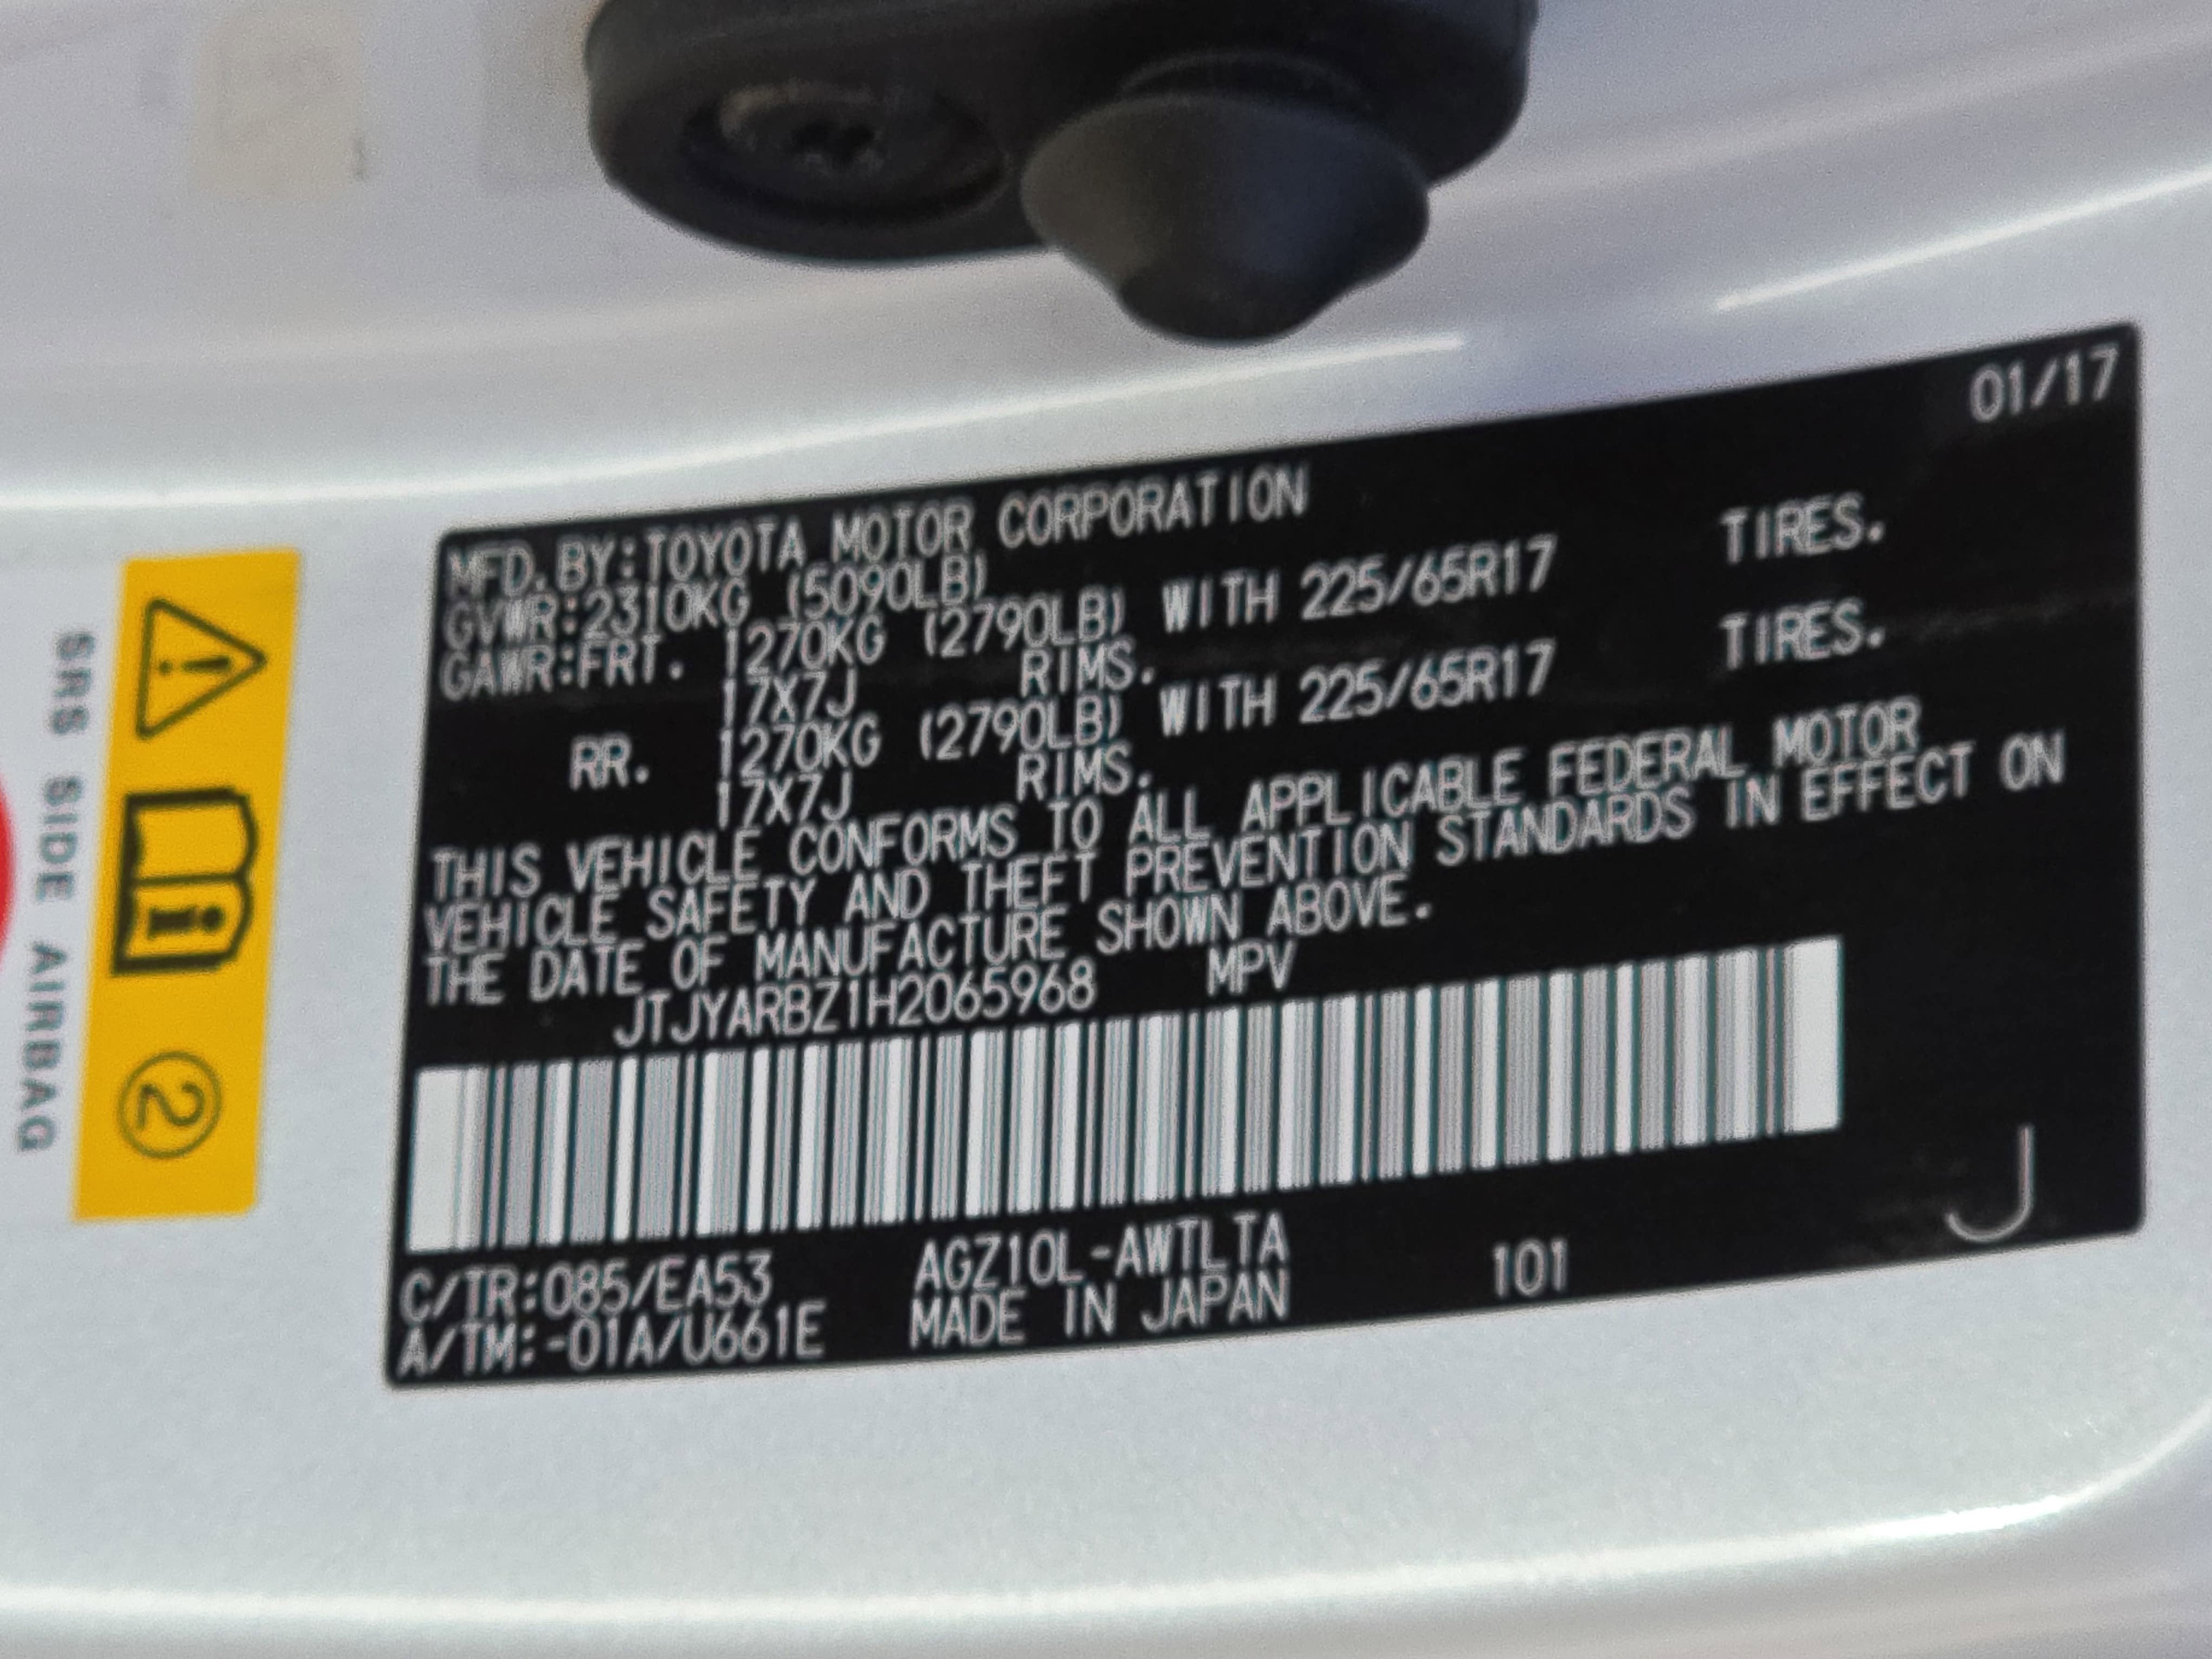 01/17
MFD.BY:TOYOTA MOTOR CORPORATION
GVWR:2310KG (5090LB)
GAWR:FRT. 1270KG (2790LB) WITH 225/65R17 TIRES.
17X7J RIMS.
RR. 1270KG (2790LB) WITH 225/65R17 TIRES.
17X7J RIMS.
THIS VEHICLE CONFORMS TO ALL APPLICABLE FEDERAL MOTOR
VEHICLE SAFETY AND THEFT PREVENTION STANDARDS IN EFFECT ON
THE DATE OF MANUFACTURE SHOWN ABOVE.
JTJYARBZ1H2065968 MPV
C/TR:085/EA53 AGZ10L-AWTLTA 101 J
A/TM:-01A/U661E MADE IN JAPAN
SRS SIDE AIRBAG
2